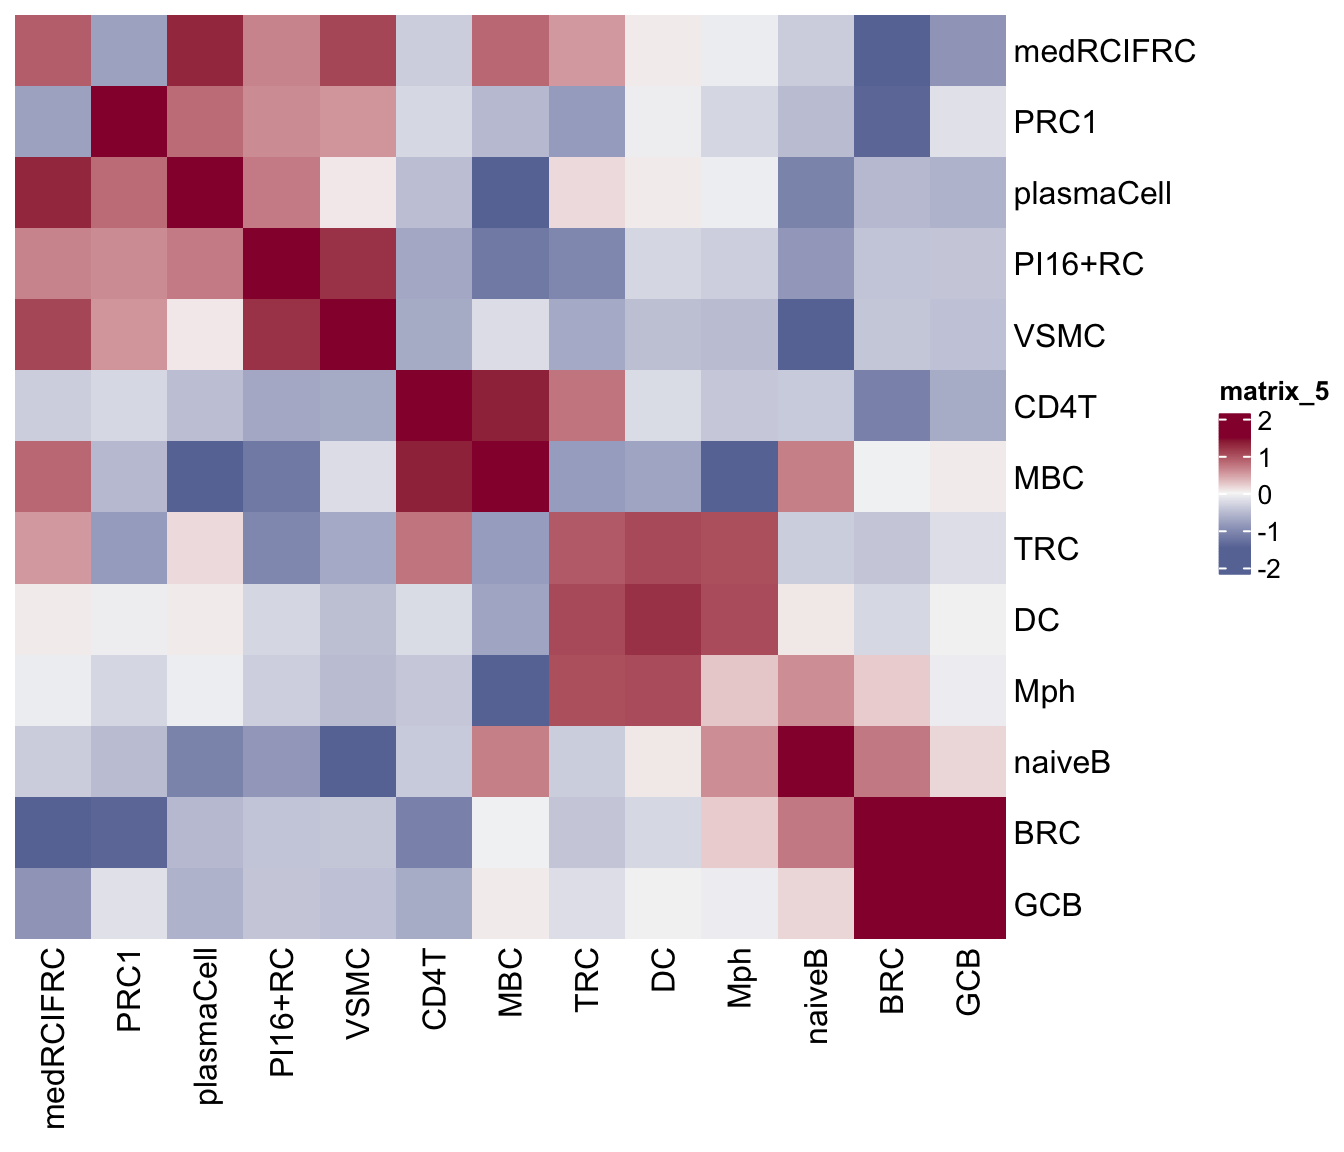 medRCIFRC
PRC1
plasmaCell
PI16+RC
VSMC
CD4T
MBC
TRC
DC
Mph
naiveB
BRC
GCB
matrix_5
2
1
0
-1
-2
medRCIFRC
PRC1
plasmaCell
PI16+RC
VSMC
CD4T
MBC
TRC
DC
Mph
naiveB
BRC
GCB